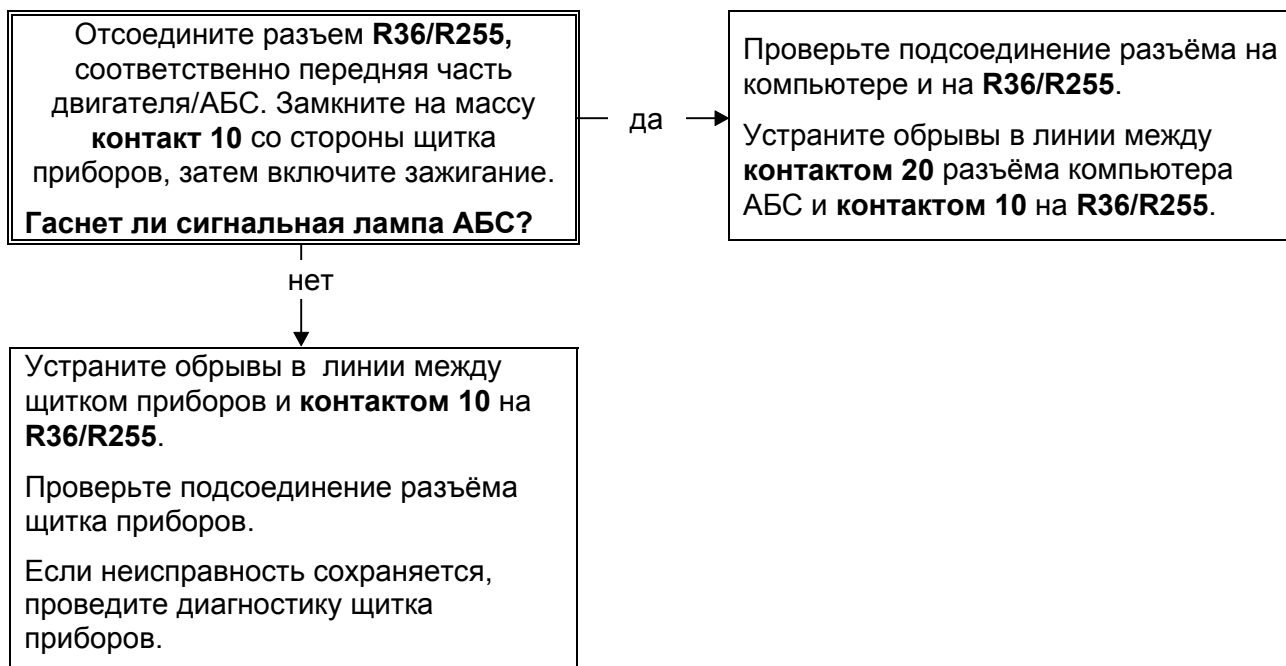 Отсоедините разъем R36/R255,
соответственно передняя часть
двигателя/АБС. Замкните на массу
контакт 10 со стороны щитка
приборов, затем включите зажигание.
Гаснет ли сигнальная лампа АБС?
да
Проверьте подсоединение разъёма на
компьютере и на R36/R255.
Устраните обрывы в линии между
контактом 20 разъёма компьютера
АБС и контактом 10 на R36/R255.
нет
Устраните обрывы в линии между
щитком приборов и контактом 10 на
R36/R255.
Проверьте подсоединение разъёма
щитка приборов.
Если неисправность сохраняется,
проведите диагностику щитка
приборов.